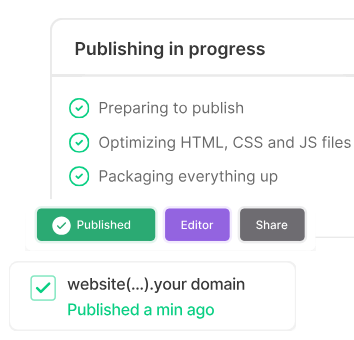 Publishing in progress
Preparing to publish
Optimizing HTML, CSS and JS files
Packaging everything up
Published Editor Share
website(...).your domain
Published a min ago